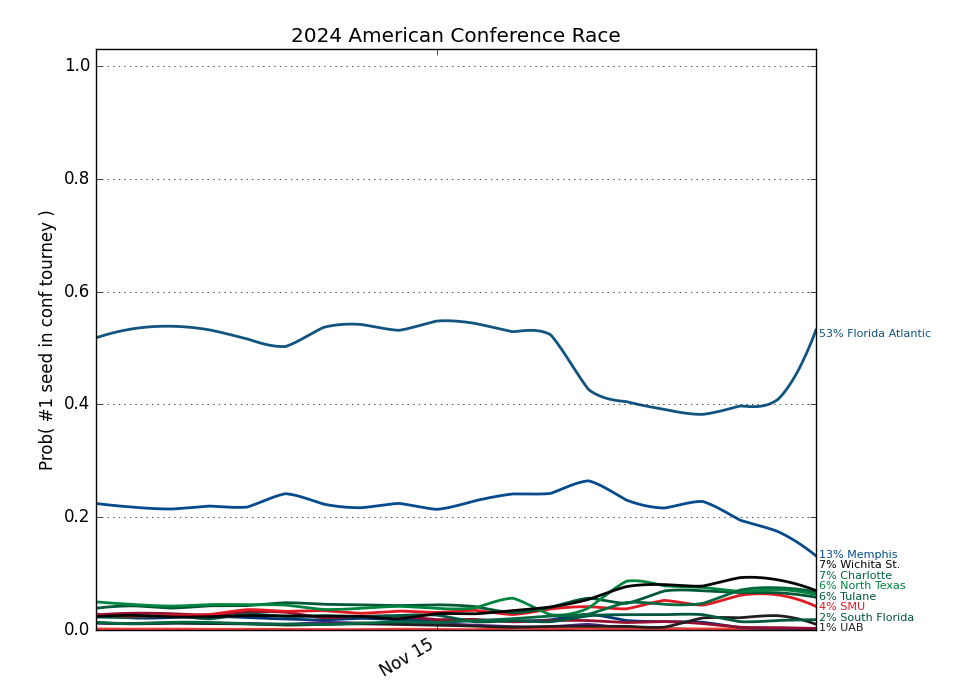 2024 American Conference Race
Prob( #1 seed in conf tourney )
1.0
0.8
0.6
0.4
0.2
0.0
Nov 15
53% Florida Atlantic
13% Memphis
7% Wichita St.
7% Charlotte
6% North Texas
6% Tulane
4% SMU
2% South Florida
1% UAB